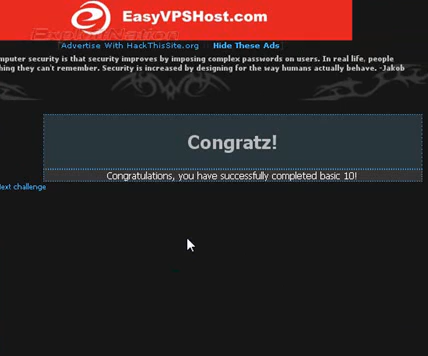 EasyVPSHost.com
ExploitNation
[Advertise With HackThisSite.org :: Hide These Ads]
mputer security is that security improves by imposing complex passwords on users. In real life, people
hing they can't remember. Security is increased by designing for the way humans actually behave. -Jakob
Congratz!
Congratulations, you have successfully completed basic 10!
ext challenge